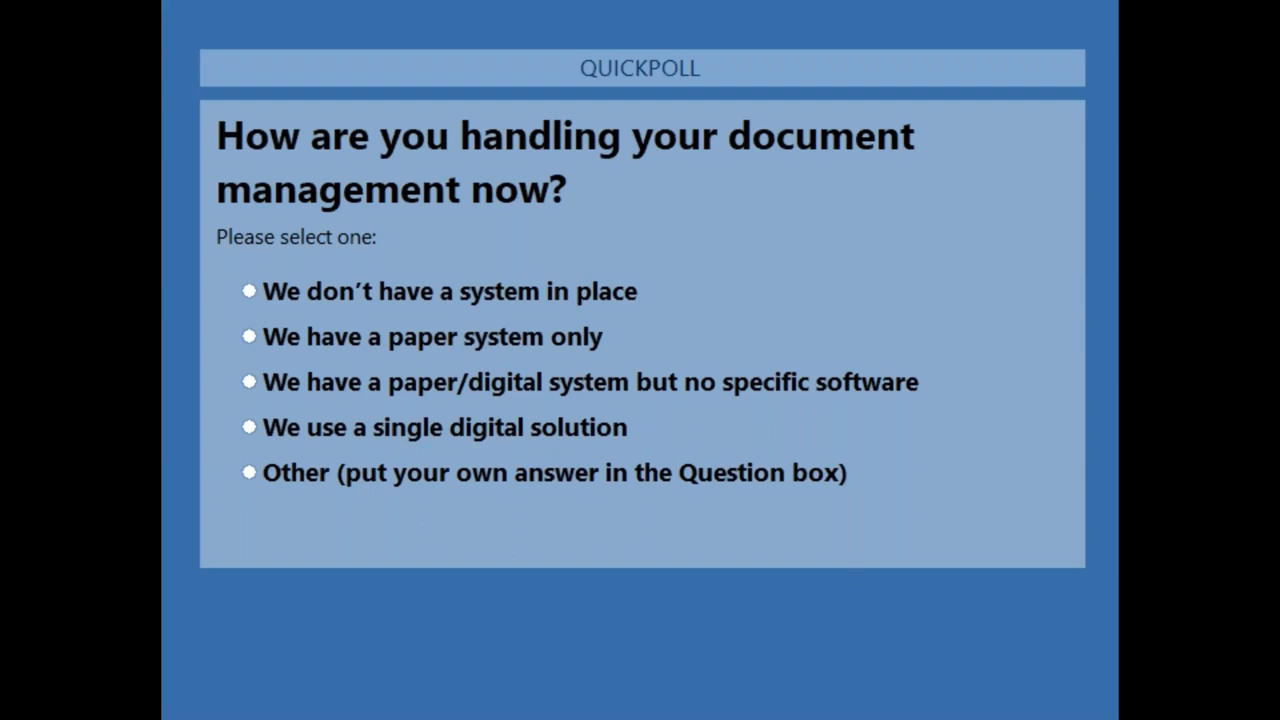 QUICKPOLL
How are you handling your document
management now?
Please select one:
We don’t have a system in place
We have a paper system only
We have a paper/digital system but no specific software
We use a single digital solution
Other (put your own answer in the Question box)